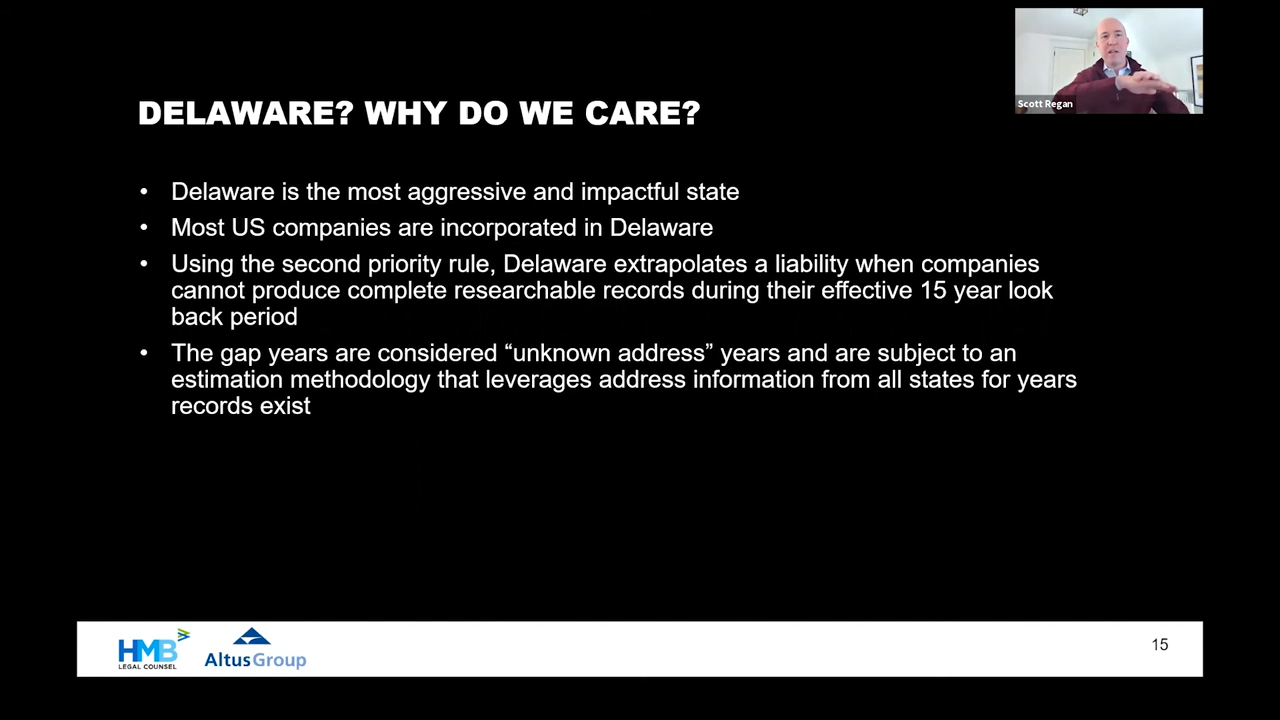 Scott Regan
DELAWARE? WHY DO WE CARE?
• Delaware is the most aggressive and impactful state
• Most US companies are incorporated in Delaware
• Using the second priority rule, Delaware extrapolates a liability when companies
cannot produce complete researchable records during their effective 15 year look
back period
• The gap years are considered “unknown address” years and are subject to an
estimation methodology that leverages address information from all states for years
records exist
HMB
LEGAL COUNSEL
AltusGroup
15